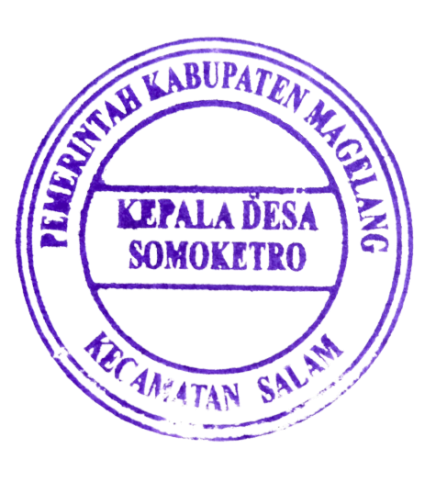 PEMERINTAH KABUPATEN MAGELANG
KEPALA DESA
SOMOKETRO
KECAMATAN SALAM